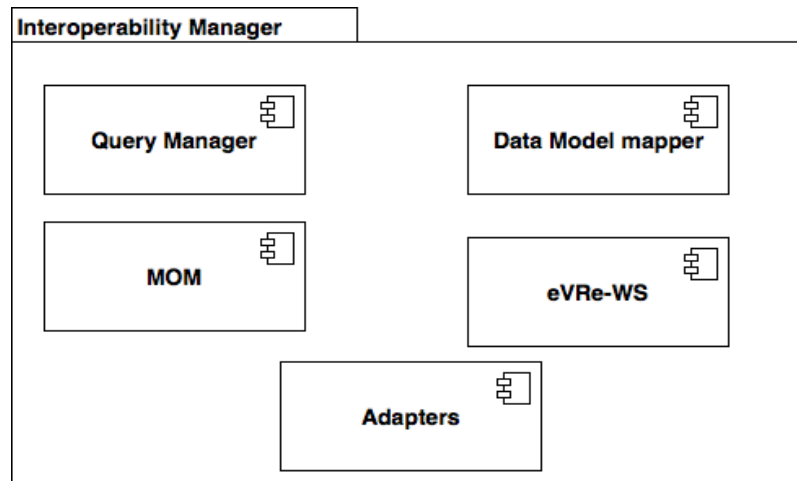 Interoperability Manager
Query Manager
Data Model mapper
MOM
eVRe-WS
Adapters